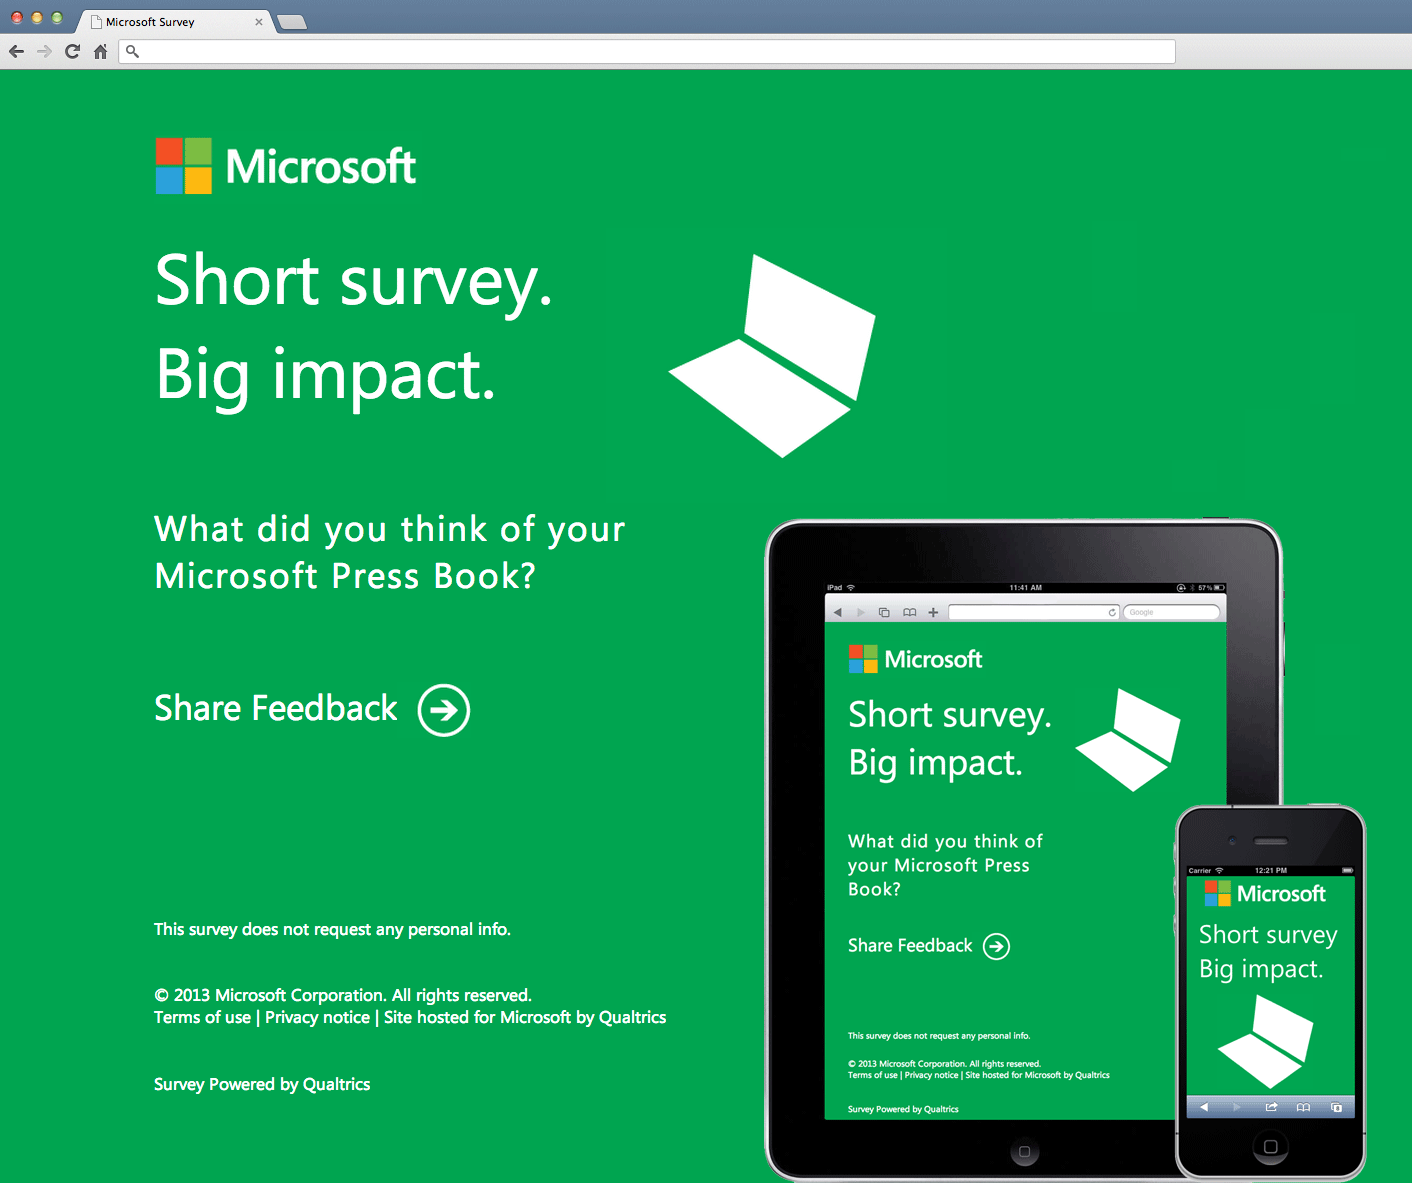 Microsoft Survey
Microsoft
Short survey.
Big impact.
What did you think of your
Microsoft Press Book?
Share Feedback
This survey does not request any personal info.
© 2013 Microsoft Corporation. All rights reserved.
Terms of use | Privacy notice | Site hosted for Microsoft by Qualtrics
Survey Powered by Qualtrics
iPad 11:41 AM 57%
Google
Microsoft
Short survey.
Big impact.
What did you think of
your Microsoft Press
Book?
Share Feedback
This survey does not request any personal info.
© 2013 Microsoft Corporation. All rights reserved.
Terms of use | Privacy notice | Site hosted for Microsoft by Qualtrics
Survey Powered by Qualtrics
Carrier 12:21 PM
Microsoft
Short survey
Big impact.